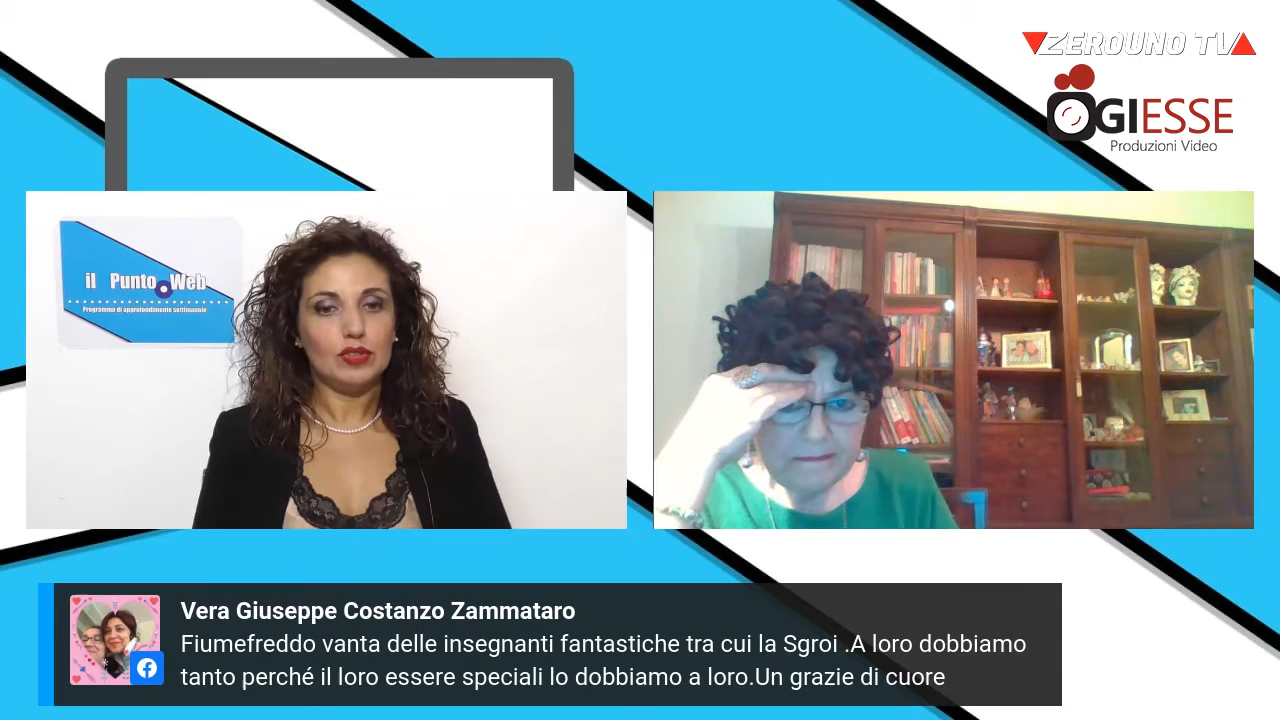 ZEROUNO TV
GIESSE
Produzioni Video
il Punto Web
Programma di approfondimento settimanale
Vera Giuseppe Costanzo Zammataro
Fiumefreddo vanta delle insegnanti fantastiche tra cui la Sgroi .A loro dobbiamo
tanto perché il loro essere speciali lo dobbiamo a loro.Un grazie di cuore